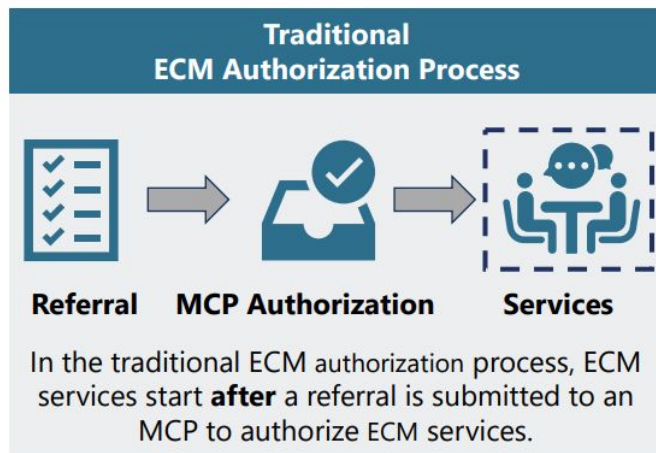 Traditional
ECM Authorization Process
Referral MCP Authorization Services
In the traditional ECM authorization process, ECM
services start after a referral is submitted to an
MCP to authorize ECM services.